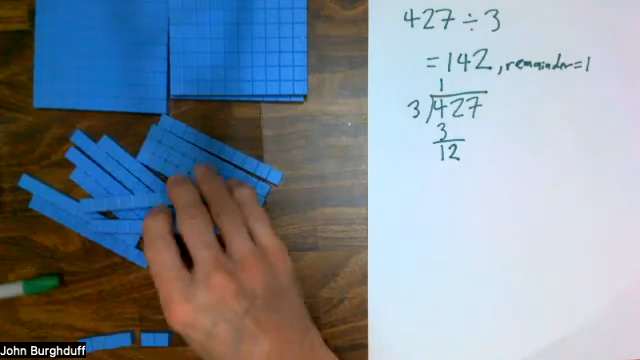 427 ÷ 3
= 142, remainder = 1
1
3 427
3
12
John Burghduff